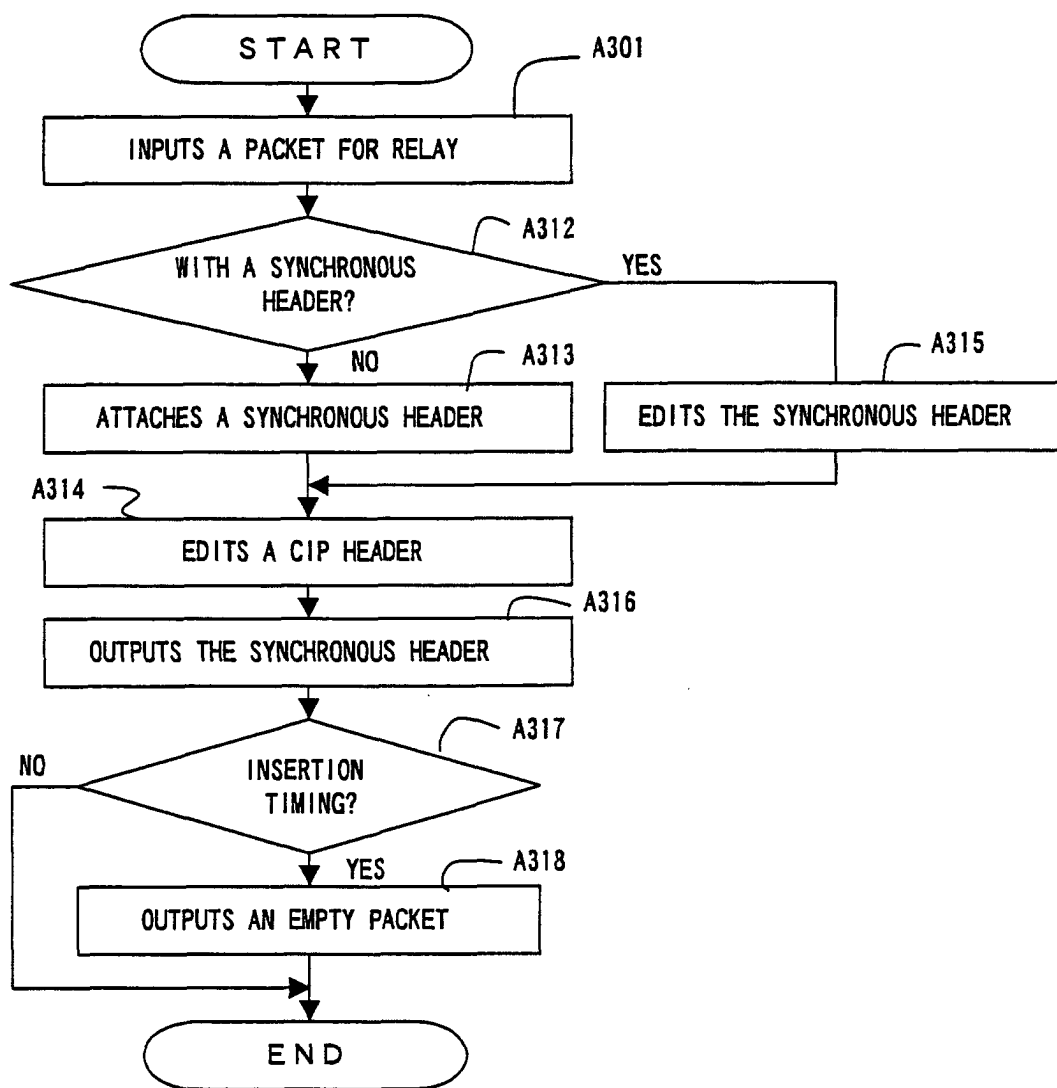 START
A301
INPUTS A PACKET FOR RELAY
A312
WITH A SYNCHRONOUS
HEADER?
YES
NO
A313
A315
ATTACHES A SYNCHRONOUS HEADER
EDITS THE SYNCHRONOUS HEADER
A314
EDITS A CIP HEADER
A316
OUTPUTS THE SYNCHRONOUS HEADER
A317
NO
INSERTION
TIMING?
YES
A318
OUTPUTS AN EMPTY PACKET
END